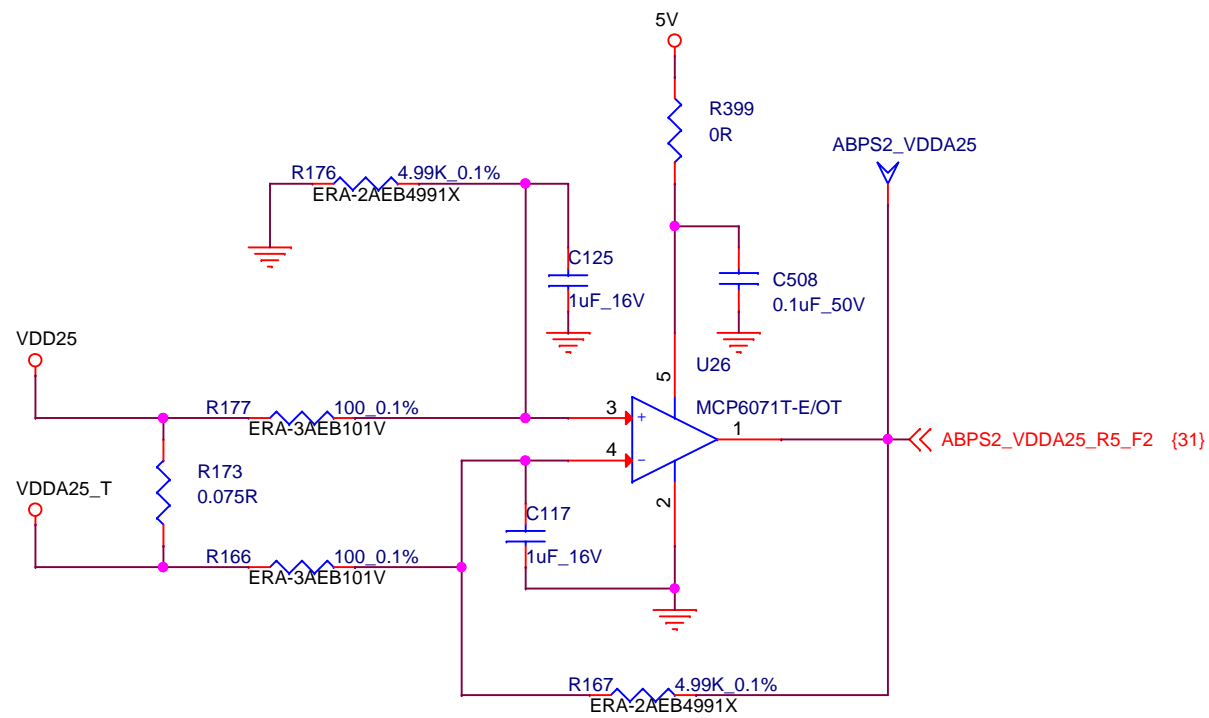 5V
R399
0R
ABPS2_VDDA25
R176 4.99K_0.1%
ERA-2AEB4991X
C125
1uF_16V
C508
0.1uF_50V
VDD25
U26
5
R177 100_0.1%
ERA-3AEB101V
3
+
MCP6071T-E/OT
1
ABPS2_VDDA25_R5_F2 {31}
4
-
R173
0.075R
VDDA25_T
2
C117
1uF_16V
R166 100_0.1%
ERA-3AEB101V
R167 4.99K_0.1%
ERA-2AEB4991X